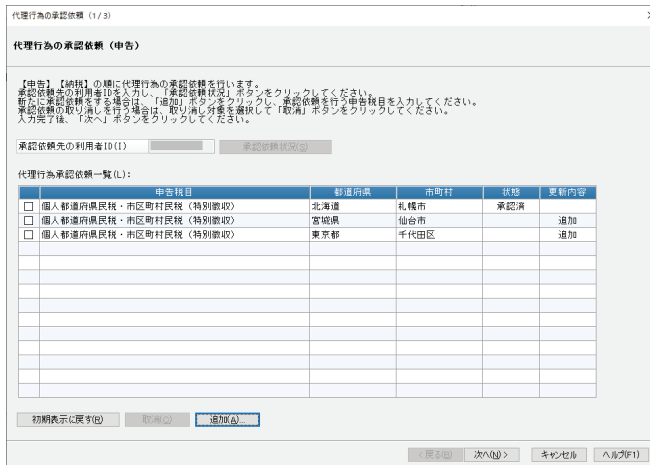 代理行為の承認依頼（1/3）
代理行為の承認依頼（申告）
【申告】【納税】の順に代理行為の承認依頼を行います。
承認依頼先の利用者IDを入力し、「承認依頼状況」ボタンをクリックしてください。
新たに承認依頼をする場合は、「追加」ボタンをクリックし、承認依頼を行う申告税目を入力してください。
承認依頼の取り消しを行う場合は、取り消し対象を選択して「取消」ボタンをクリックしてください。
入力完了後、「次へ」ボタンをクリックしてください。
承認依頼先の利用者ID(I) 承認依頼状況(S)
代理行為承認依頼一覧(L):
申告税目 都道府県 市町村 状態 更新内容
個人都道府県民税・市区町村民税（特別徴収） 北海道 札幌市 承認済
個人都道府県民税・市区町村民税（特別徴収） 宮城県 仙台市 追加
個人都道府県民税・市区町村民税（特別徴収） 東京都 千代田区 追加
初期表示に戻す(R) 取消(C) 追加(A)...
<戻る(B) 次へ(N)> キャンセル ヘルプ(F1)